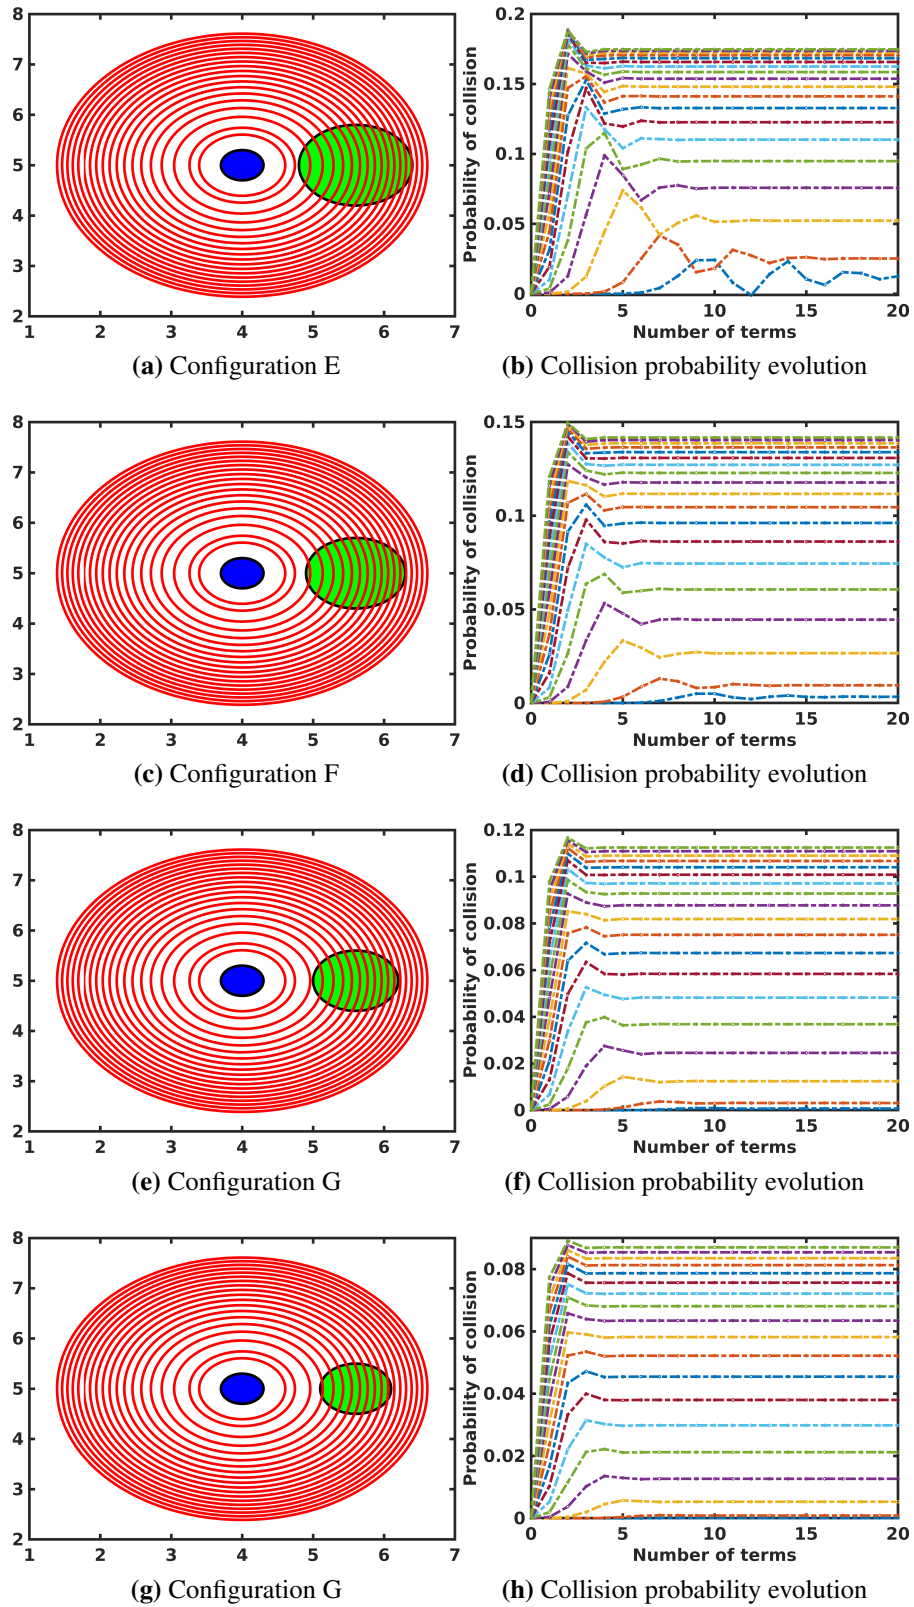 8
7
6
5
4
3
2
1 2 3 4 5 6 7
(a) Configuration E
Probability of collision
0.2
0.15
0.1
0.05
0
0 5 10 15 20
Number of terms
(b) Collision probability evolution
8
7
6
5
4
3
2
1 2 3 4 5 6 7
(c) Configuration F
Probability of collision
0.15
0.1
0.05
0
0 5 10 15 20
Number of terms
(d) Collision probability evolution
8
7
6
5
4
3
2
1 2 3 4 5 6 7
(e) Configuration G
Probability of collision
0.12
0.1
0.08
0.06
0.04
0.02
0
0 5 10 15 20
Number of terms
(f) Collision probability evolution
8
7
6
5
4
3
2
1 2 3 4 5 6 7
(g) Configuration G
Probability of collision
0.08
0.06
0.04
0.02
0
0 5 10 15 20
Number of terms
(h) Collision probability evolution